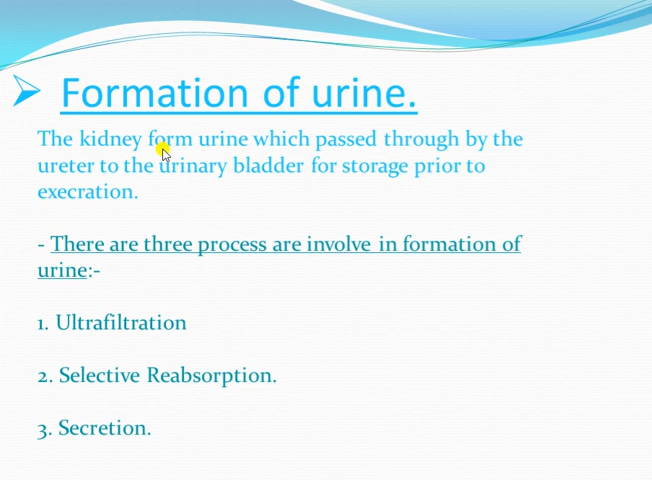 Formation of urine.
The kidney form urine which passed through by the
ureter to the urinary bladder for storage prior to
execration.
- There are three process are involve in formation of
urine:-
1. Ultrafiltration
2. Selective Reabsorption.
3. Secretion.